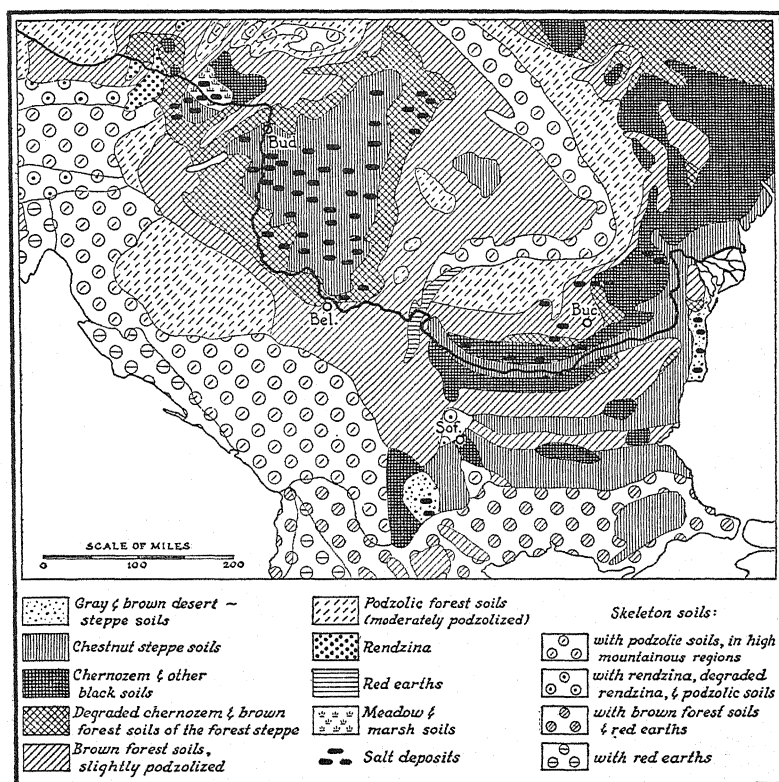 Bud.
Bel.
Buc.
Sof.
SCALE OF MILES
0 100 200
Gray & brown desert ~
steppe soils
Chestnut steppe soils
Chernozem & other
black soils
Degraded chernozem & brown
forest soils of the forest steppe
Brown forest soils,
slightly podzolized
Podzolic forest soils
(moderately podzolized)
Rendzina
Red earths
Meadow &
marsh soils
Salt deposits
Skeleton soils:
with podzolic soils, in high
mountainous regions
with rendzina, degraded
rendzina, & podzolic soils
with brown forest soils
& red earths
with red earths